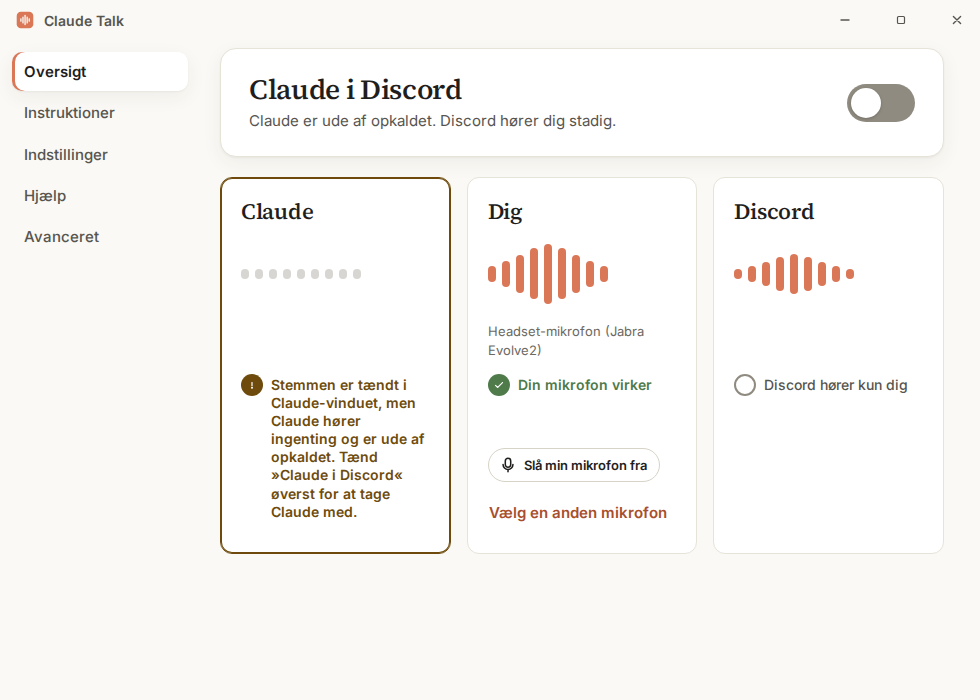 Claude Talk
Oversigt
Instruktioner
Indstillinger
Hjælp
Avanceret
Claude i Discord
Claude er ude af opkaldet. Discord hører dig stadig.
Claude
Stemmen er tændt i
Claude-vinduet, men
Claude hører
ingenting og er ude af
opkaldet. Tænd
»Claude i Discord«
øverst for at tage
Claude med.
Dig
Headset-mikrofon (Jabra
Evolve2)
Din mikrofon virker
Slå min mikrofon fra
Vælg en anden mikrofon
Discord
Discord hører kun dig